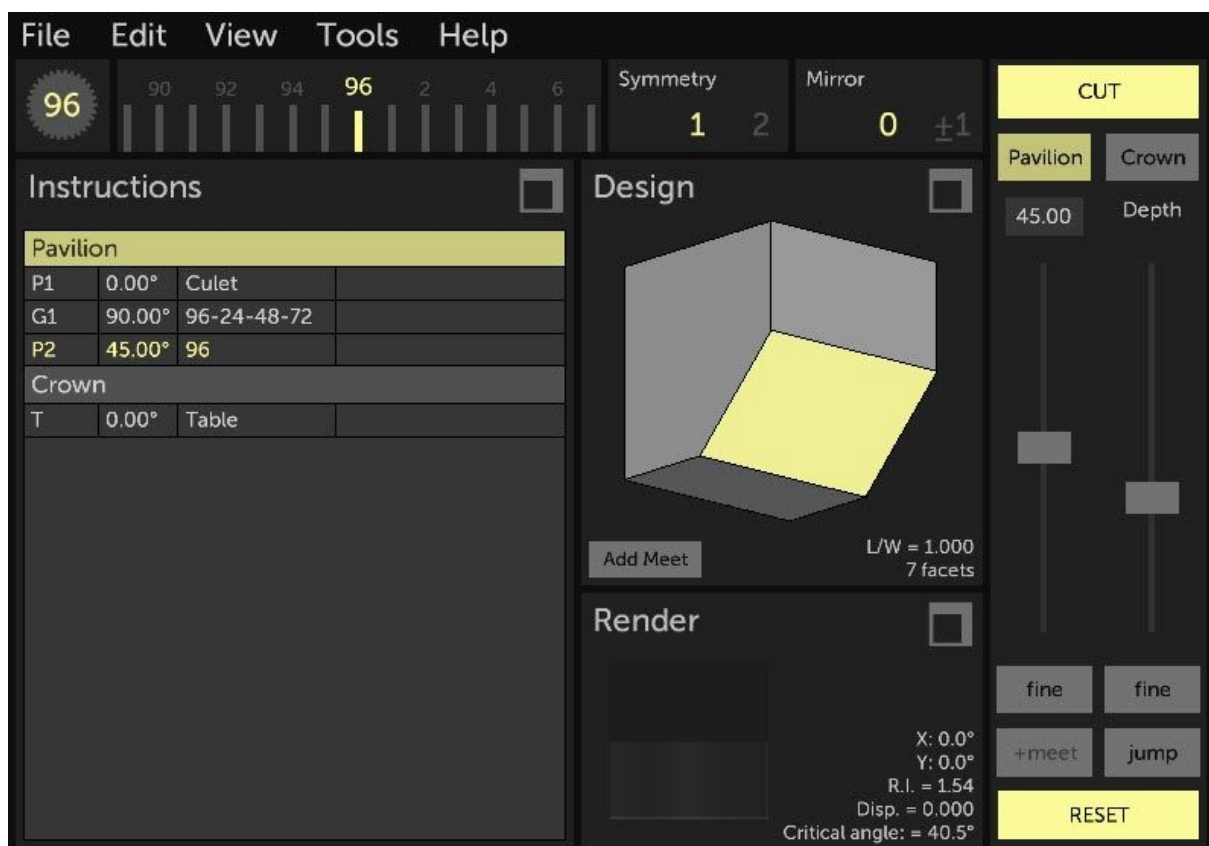 File Edit View Tools Help
96
90 92 94 96 2 4 6
Symmetry
1 2
Mirror
0 ±1
CUT
Pavilion Crown
45.00 Depth
Instructions
Pavilion
P1 0.00° Culet
G1 90.00° 96-24-48-72
P2 45.00° 96
Crown
T 0.00° Table
Design
Add Meet
L/W = 1.000
7 facets
Render
X: 0.0°
Y: 0.0°
R.I. = 1.54
Disp. = 0.000
Critical angle: = 40.5°
fine fine
+meet jump
RESET